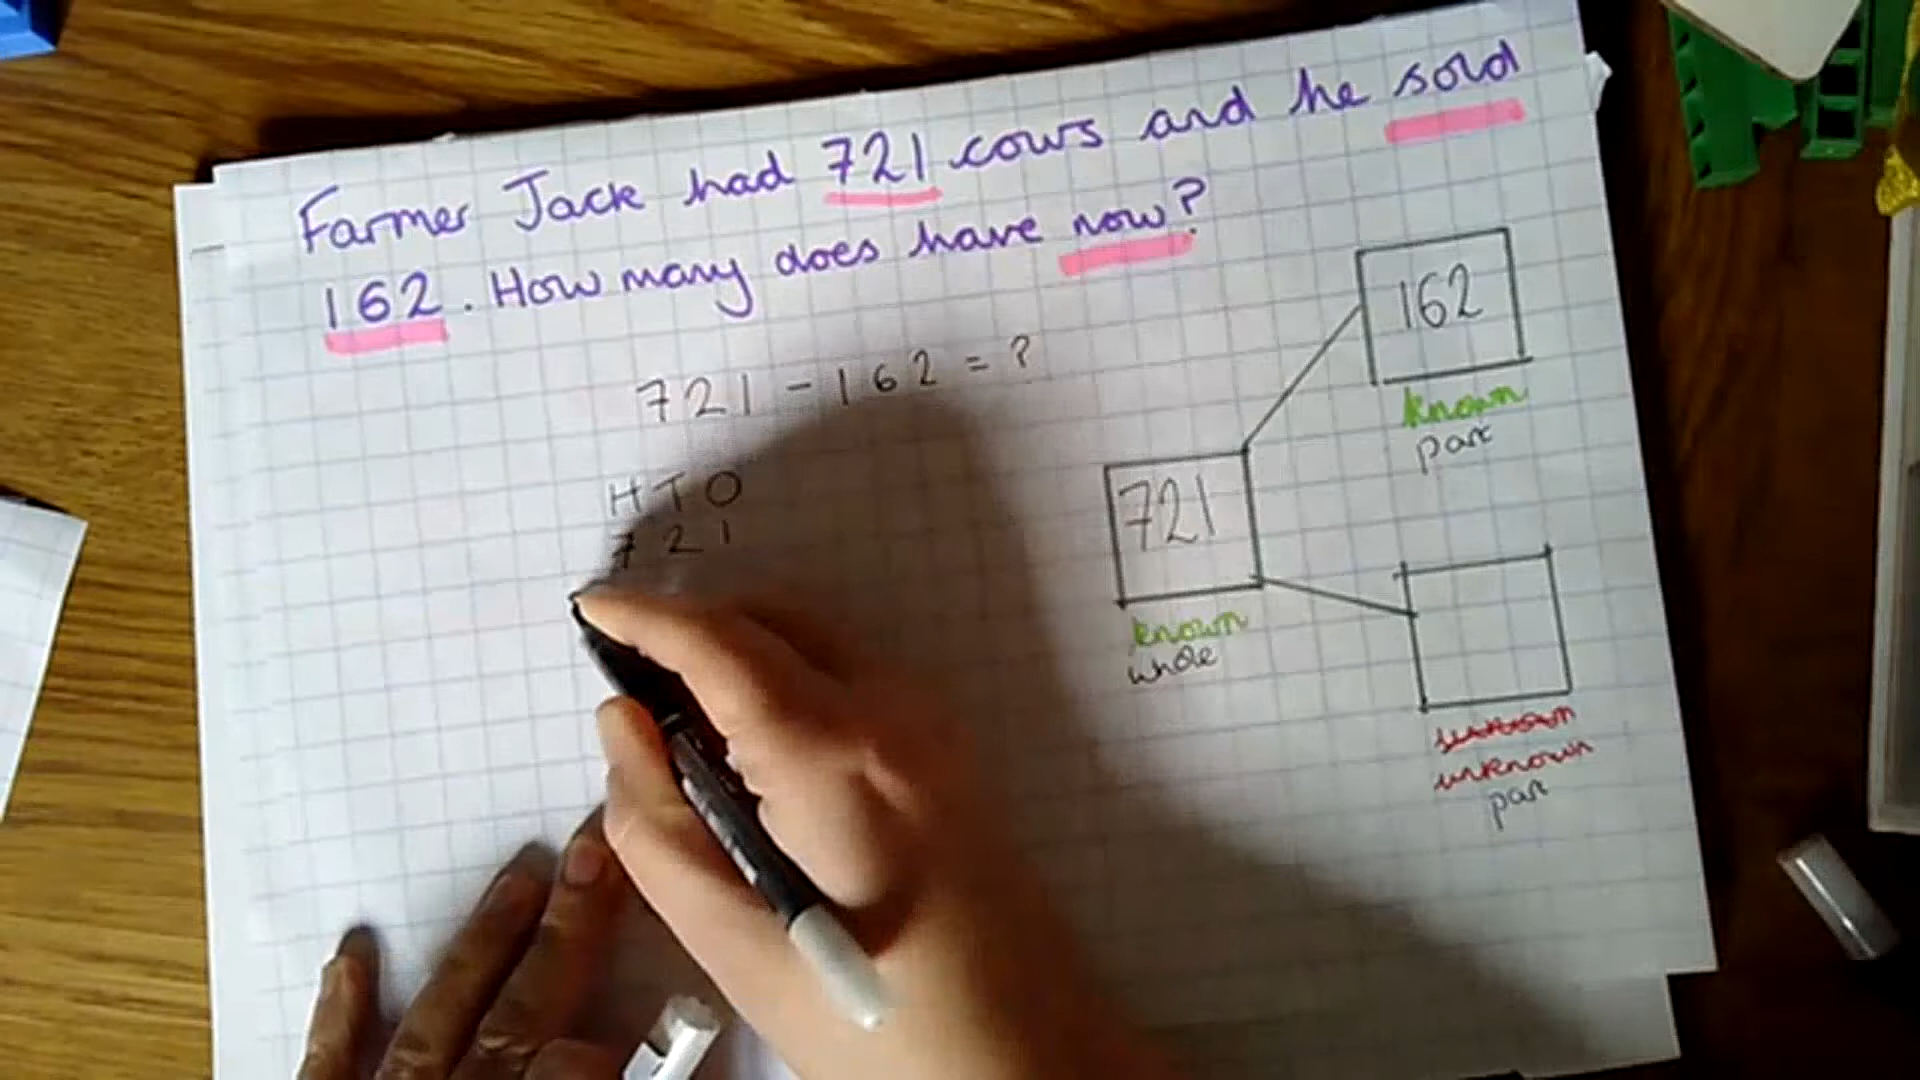 Farmer Jack had 721 cows and he sold
162. How many does have now?
721 - 162 = ?
HTO
721
162
known
part
721
known
whole
unknown
part